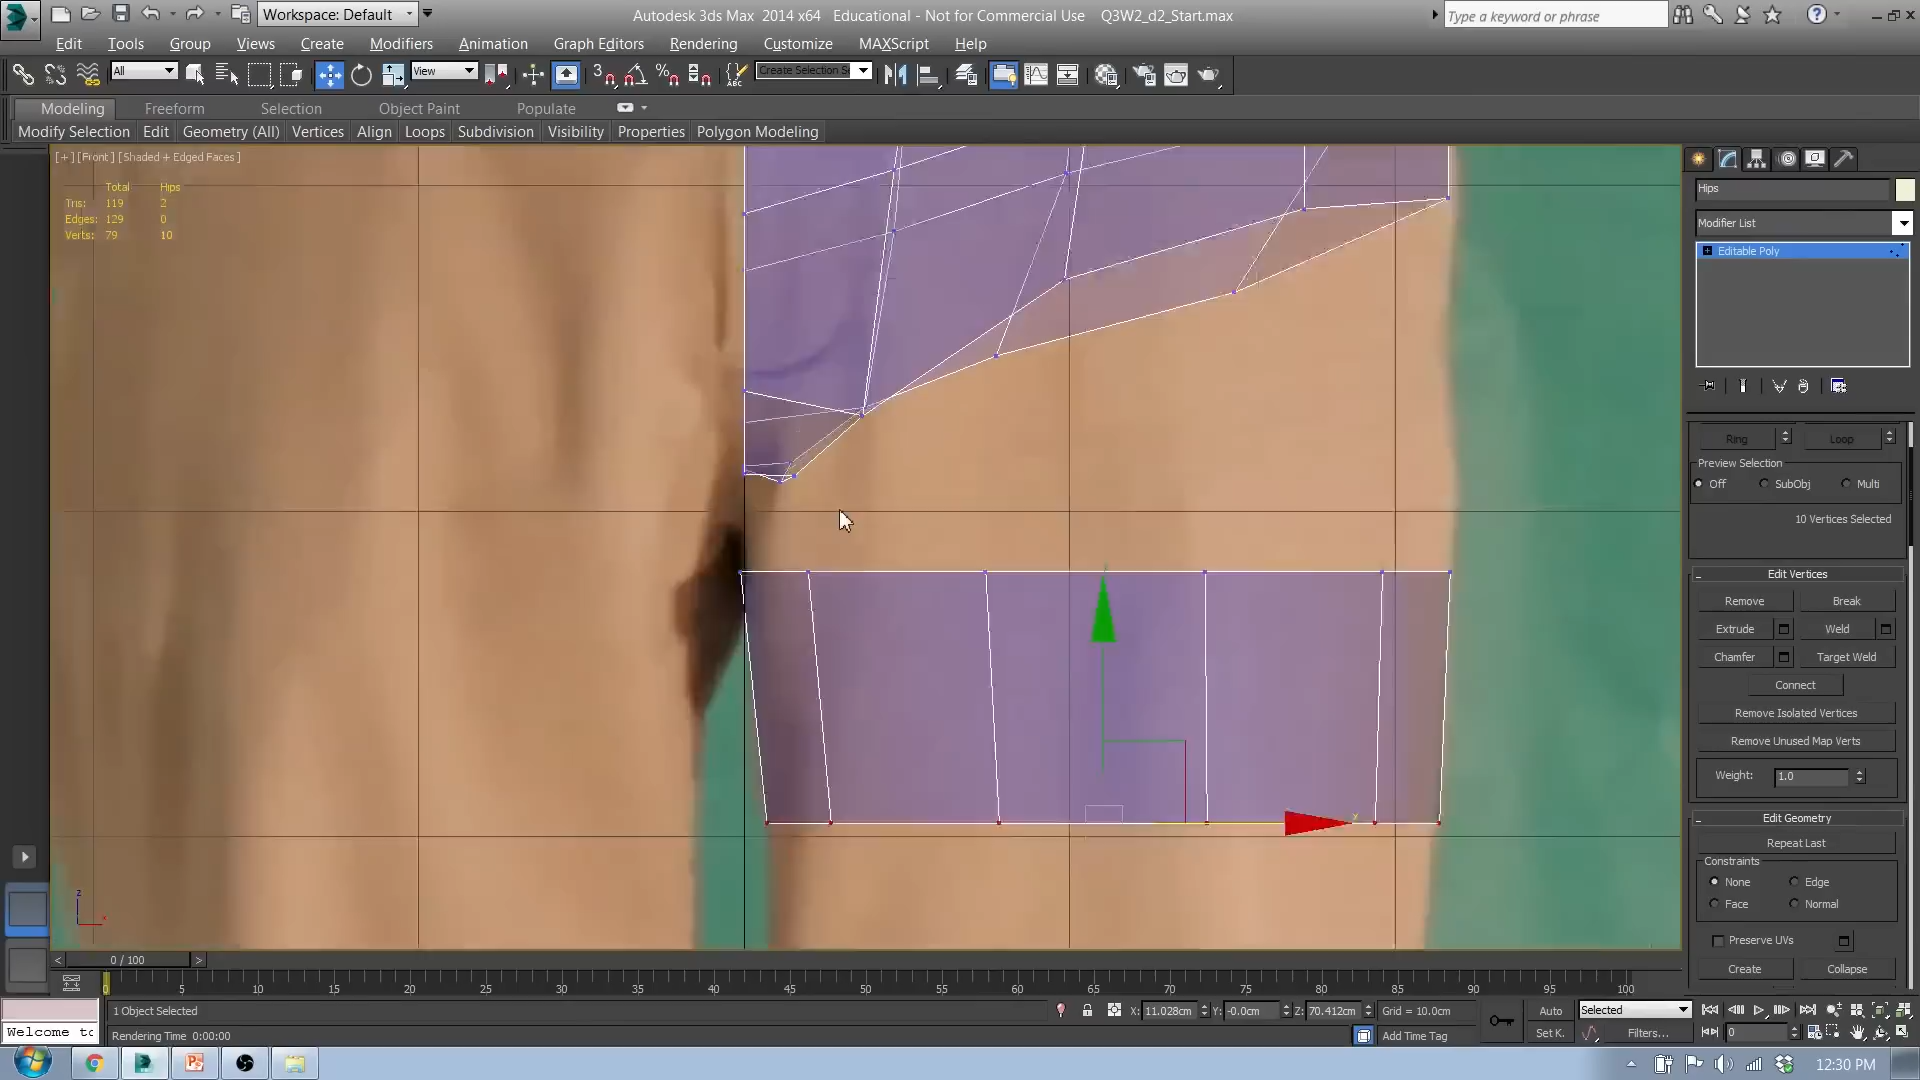 Workspace: Default
Autodesk 3ds Max 2014 x64 Educational - Not for Commercial Use Q3W2_d2_Start.max
Type a keyword or phrase
Edit Tools Group Views Create Modifiers Animation Graph Editors Rendering Customize MAXScript Help
All View Create Selection Se
Modeling Freeform Selection Object Paint Populate
Modify Selection Edit Geometry (All) Vertices Align Loops Subdivision Visibility Properties Polygon Modeling
[+] [Front] [Shaded + Edged Faces]
Total Hips
Tris: 119 2
Edges: 129 0
Verts: 79 10
Hips
Modifier List
Editable Poly
Ring Loop
Preview Selection
Off SubObj Multi
10 Vertices Selected
Edit Vertices
Remove Break
Extrude Weld
Chamfer Target Weld
Connect
Remove Isolated Vertices
Remove Unused Map Verts
Weight: 1.0
Edit Geometry
Repeat Last
Constraints
None Edge
Face Normal
Preserve UVs
Create Collapse
z
x
< 0 / 100 >
0 5 10 15 20 25 30 35 40 45 50 55 60 65 70 75 80 85 90 95 100
1 Object Selected X: 11.028cm Y: -0.0cm Z: 70.412cm Grid = 10.0cm Auto Selected
Welcome to Rendering Time 0:00:00 Add Time Tag Set K. Filters... 0
12:30 PM